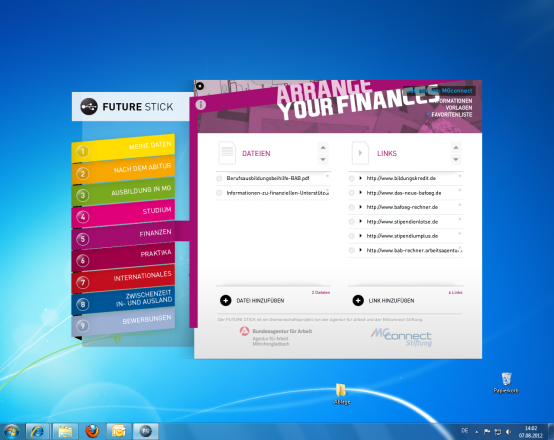 ARRANGE
YOUR FINANCES
MGconnect
INFORMATIONEN
VORLAGEN
FAVORITENLISTE
FUTURE STICK
1 MEINE DATEN
2 NACH DEM ABITUR
3 AUSBILDUNG IN MG
4 STUDIUM
5 FINANZEN
6 PRAKTIKA
7 INTERNATIONALES
8 ZWISCHENZEIT
IN- UND AUSLAND
9 BEWERBUNGEN
DATEIEN
Berufsausbildungsbeihilfe-BAB.pdf
Informationen-zu-finanziellen-Unterstütz
2 Dateien
DATEI HINZUFÜGEN
LINKS
http://www.bildungskredit.de
http://www.das-neue-bafoeg.de
http://www.bafoeg-rechner.de
http://www.stipendienlotse.de
http://www.stipendiumplus.de
http://www.bab-rechner.arbeitsagentu
6 Links
LINK HINZUFÜGEN
Der FUTURE STICK ist ein Gemeinschaftsprojekt von der Agentur für Arbeit und der MGconnect Stiftung.
Bundesagentur für Arbeit
Agentur für Arbeit
Mönchengladbach
MGconnect
Stiftung
Ablage
Papierkorb
DE
14:02
07.08.2012